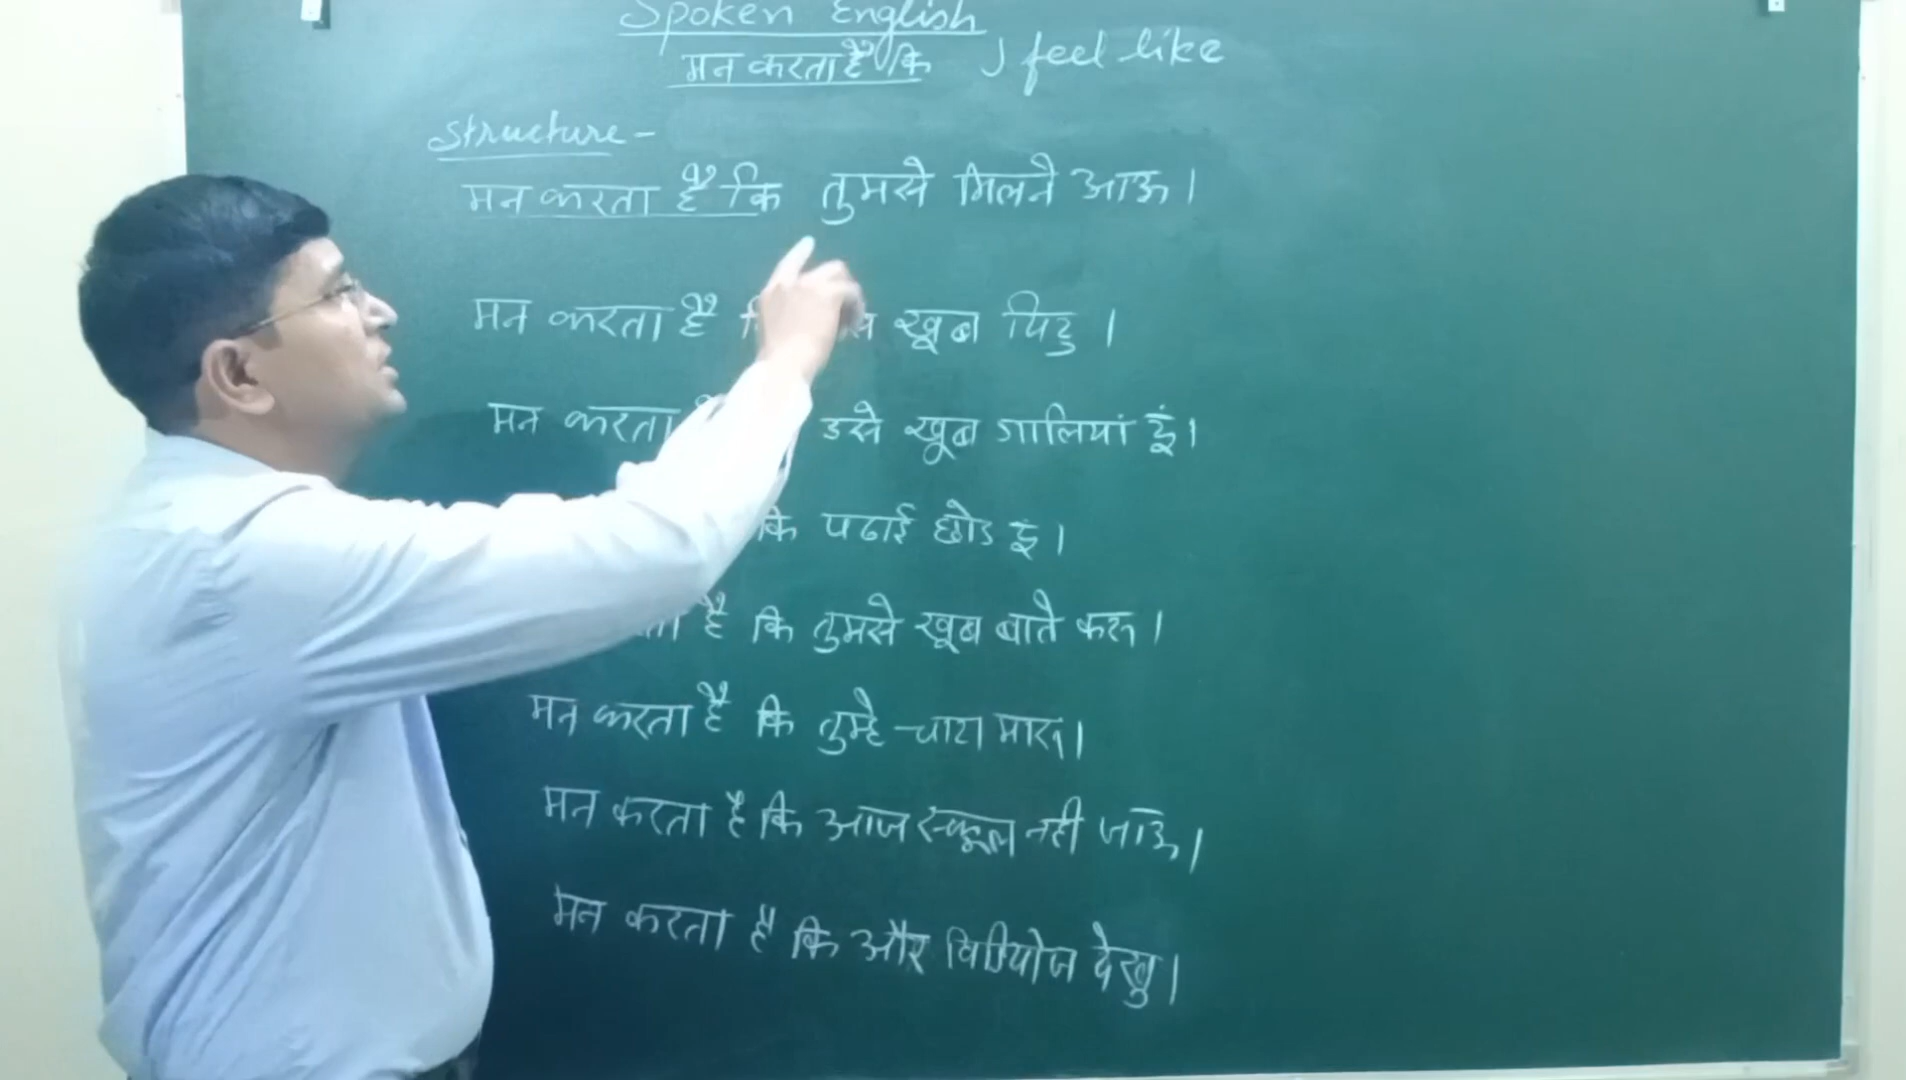 Spoken English
मन करता है कि I feel like
Structure -
मन करता है कि तुमसे मिलने आऊ।
मन करता है खूब पिटु।
मन करता उसे खूब गालियां दूं।
कि पढाई छोड दू।
है कि तुमसे खूब बाते करू।
मन करता है कि तुम्हे चाटा मारू।
मन करता है कि आज स्कूल नही जाऊ।
मन करता है कि और विडियोज देखु।